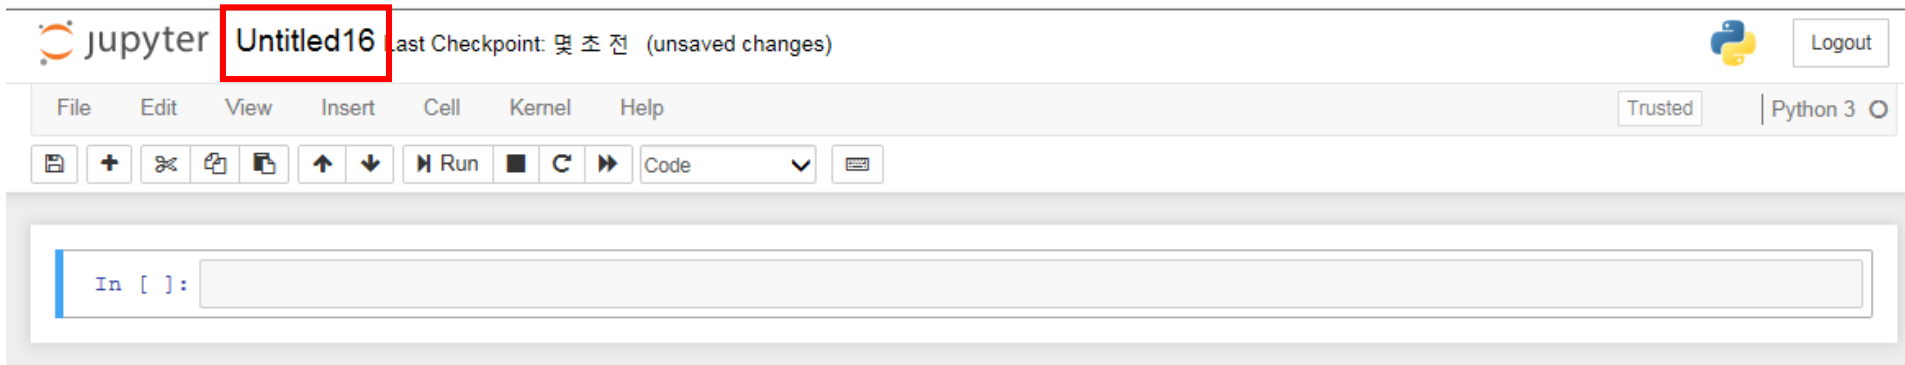 jupyter Untitled16 Last Checkpoint: 몇 초 전 (unsaved changes) Logout
File Edit View Insert Cell Kernel Help Trusted Python 3
Run Code
In [ ]: